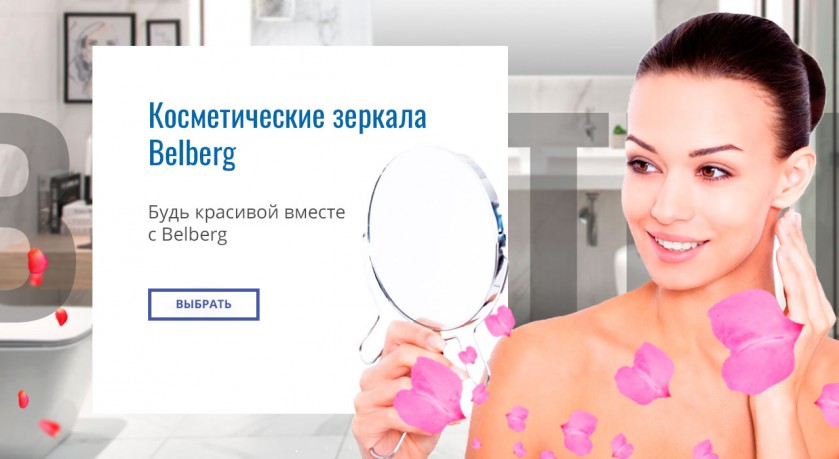 Косметические зеркала
Belberg
Будь красивой вместе
с Belberg
ВЫБРАТЬ